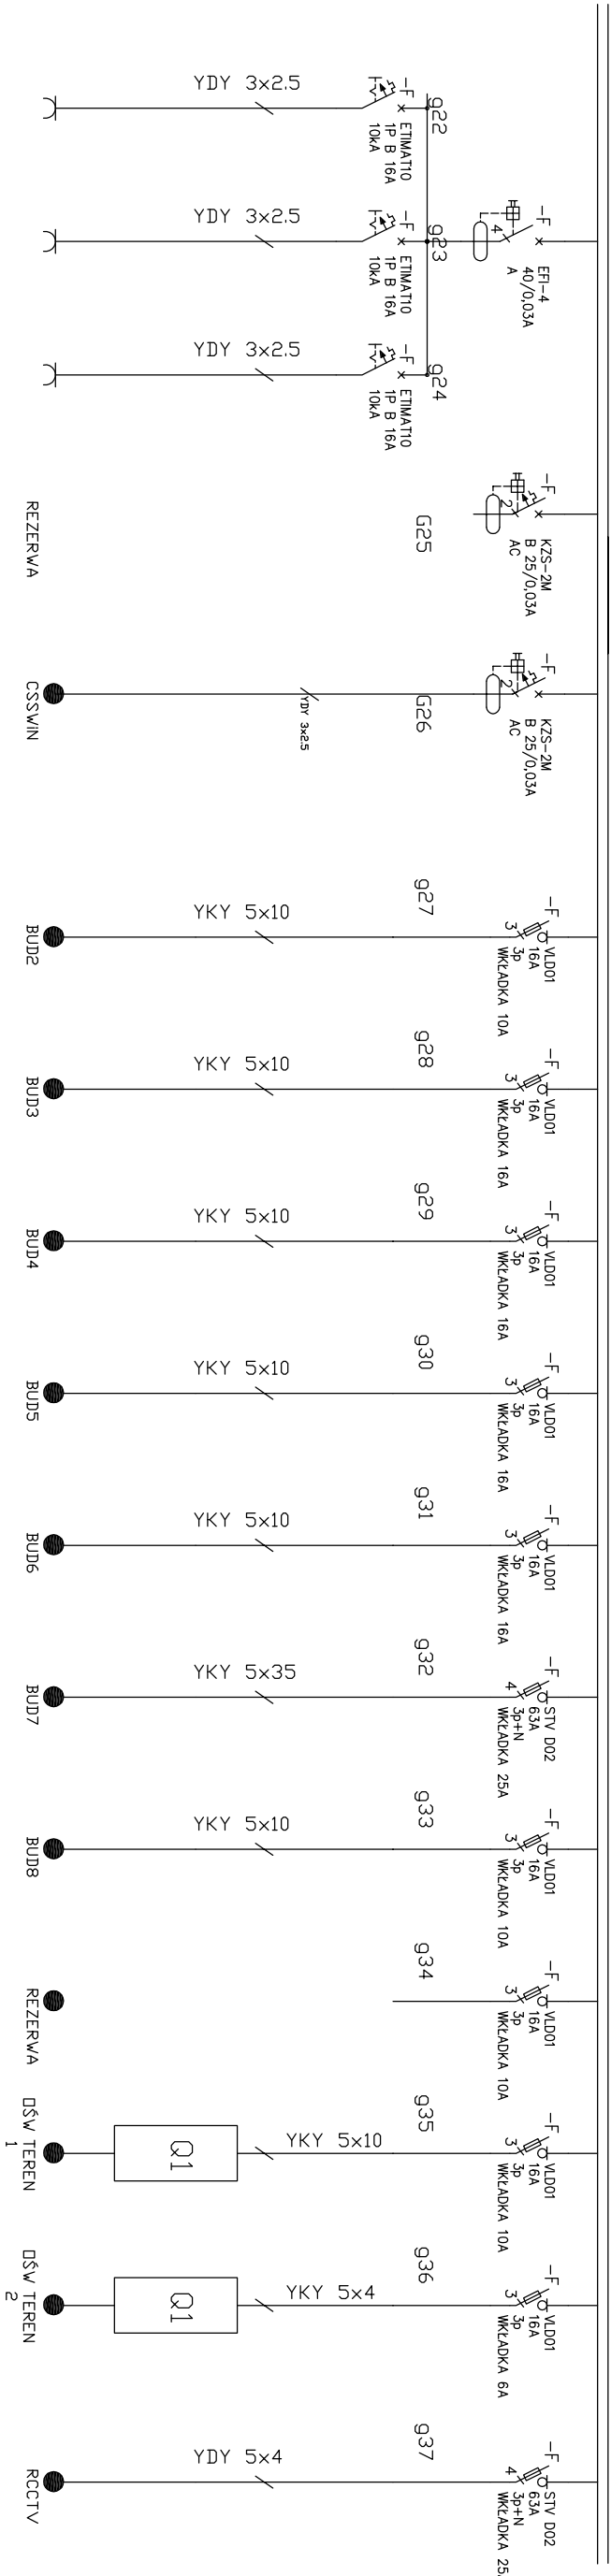 g22
-F
ETIMAT10
1P B 16A
10kA
YDY 3x2.5
-F
4
EFI-4
40/0,03A
A
g23
-F
ETIMAT10
1P B 16A
10kA
YDY 3x2.5
g24
-F
ETIMAT10
1P B 16A
10kA
YDY 3x2.5
-F
2
KZS-2M
B 25/0,03A
AC
G25
REZERWA
-F
2
KZS-2M
B 25/0,03A
AC
G26
YDY 3x2.5
CSSWiN
-F
3
VLD01
16A
3p
WKŁADKA 10A
g27
YKY 5x10
BUD2
-F
3
VLD01
16A
3p
WKŁADKA 16A
g28
YKY 5x10
BUD3
-F
3
VLD01
16A
3p
WKŁADKA 16A
g29
YKY 5x10
BUD4
-F
3
VLD01
16A
3p
WKŁADKA 16A
g30
YKY 5x10
BUD5
-F
3
VLD01
16A
3p
WKŁADKA 16A
g31
YKY 5x10
BUD6
-F
4
STV D02
63A
3p+N
WKŁADKA 25A
g32
YKY 5x35
BUD7
-F
3
VLD01
16A
3p
WKŁADKA 10A
g33
YKY 5x10
BUD8
-F
3
VLD01
16A
3p
WKŁADKA 10A
g34
REZERWA
-F
3
VLD01
16A
3p
WKŁADKA 10A
g35
YKY 5x10
Q1
OŚW TEREN
1
-F
3
VLD01
16A
3p
WKŁADKA 6A
g36
YKY 5x4
Q1
OŚW TEREN
2
-F
4
STV D02
63A
3p+N
WKŁADKA 25
g37
YDY 5x4
RCCTV